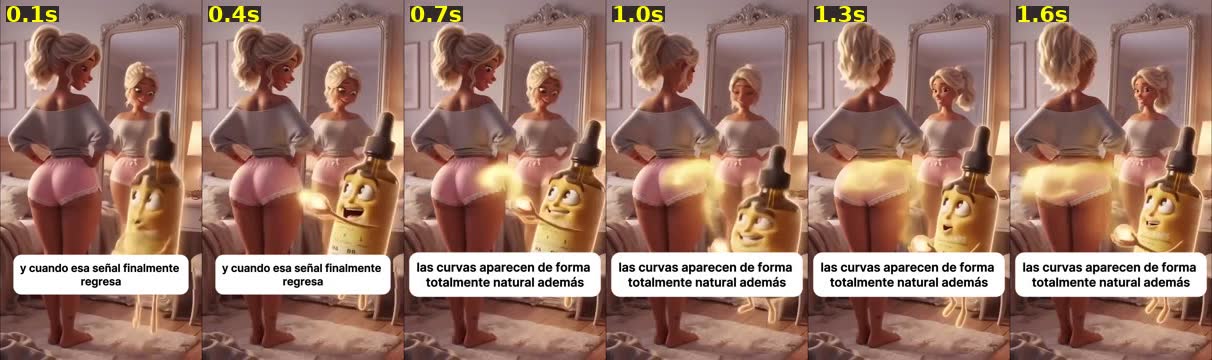 0.1s
0.4s
0.7s
1.0s
1.3s
1.6s
y cuando esa señal finalmente
regresa
y cuando esa señal finalmente
regresa
las curvas aparecen de forma
totalmente natural además
las curvas aparecen de forma
totalmente natural además
las curvas aparecen de forma
totalmente natural además
las curvas aparecen de forma
totalmente natural además